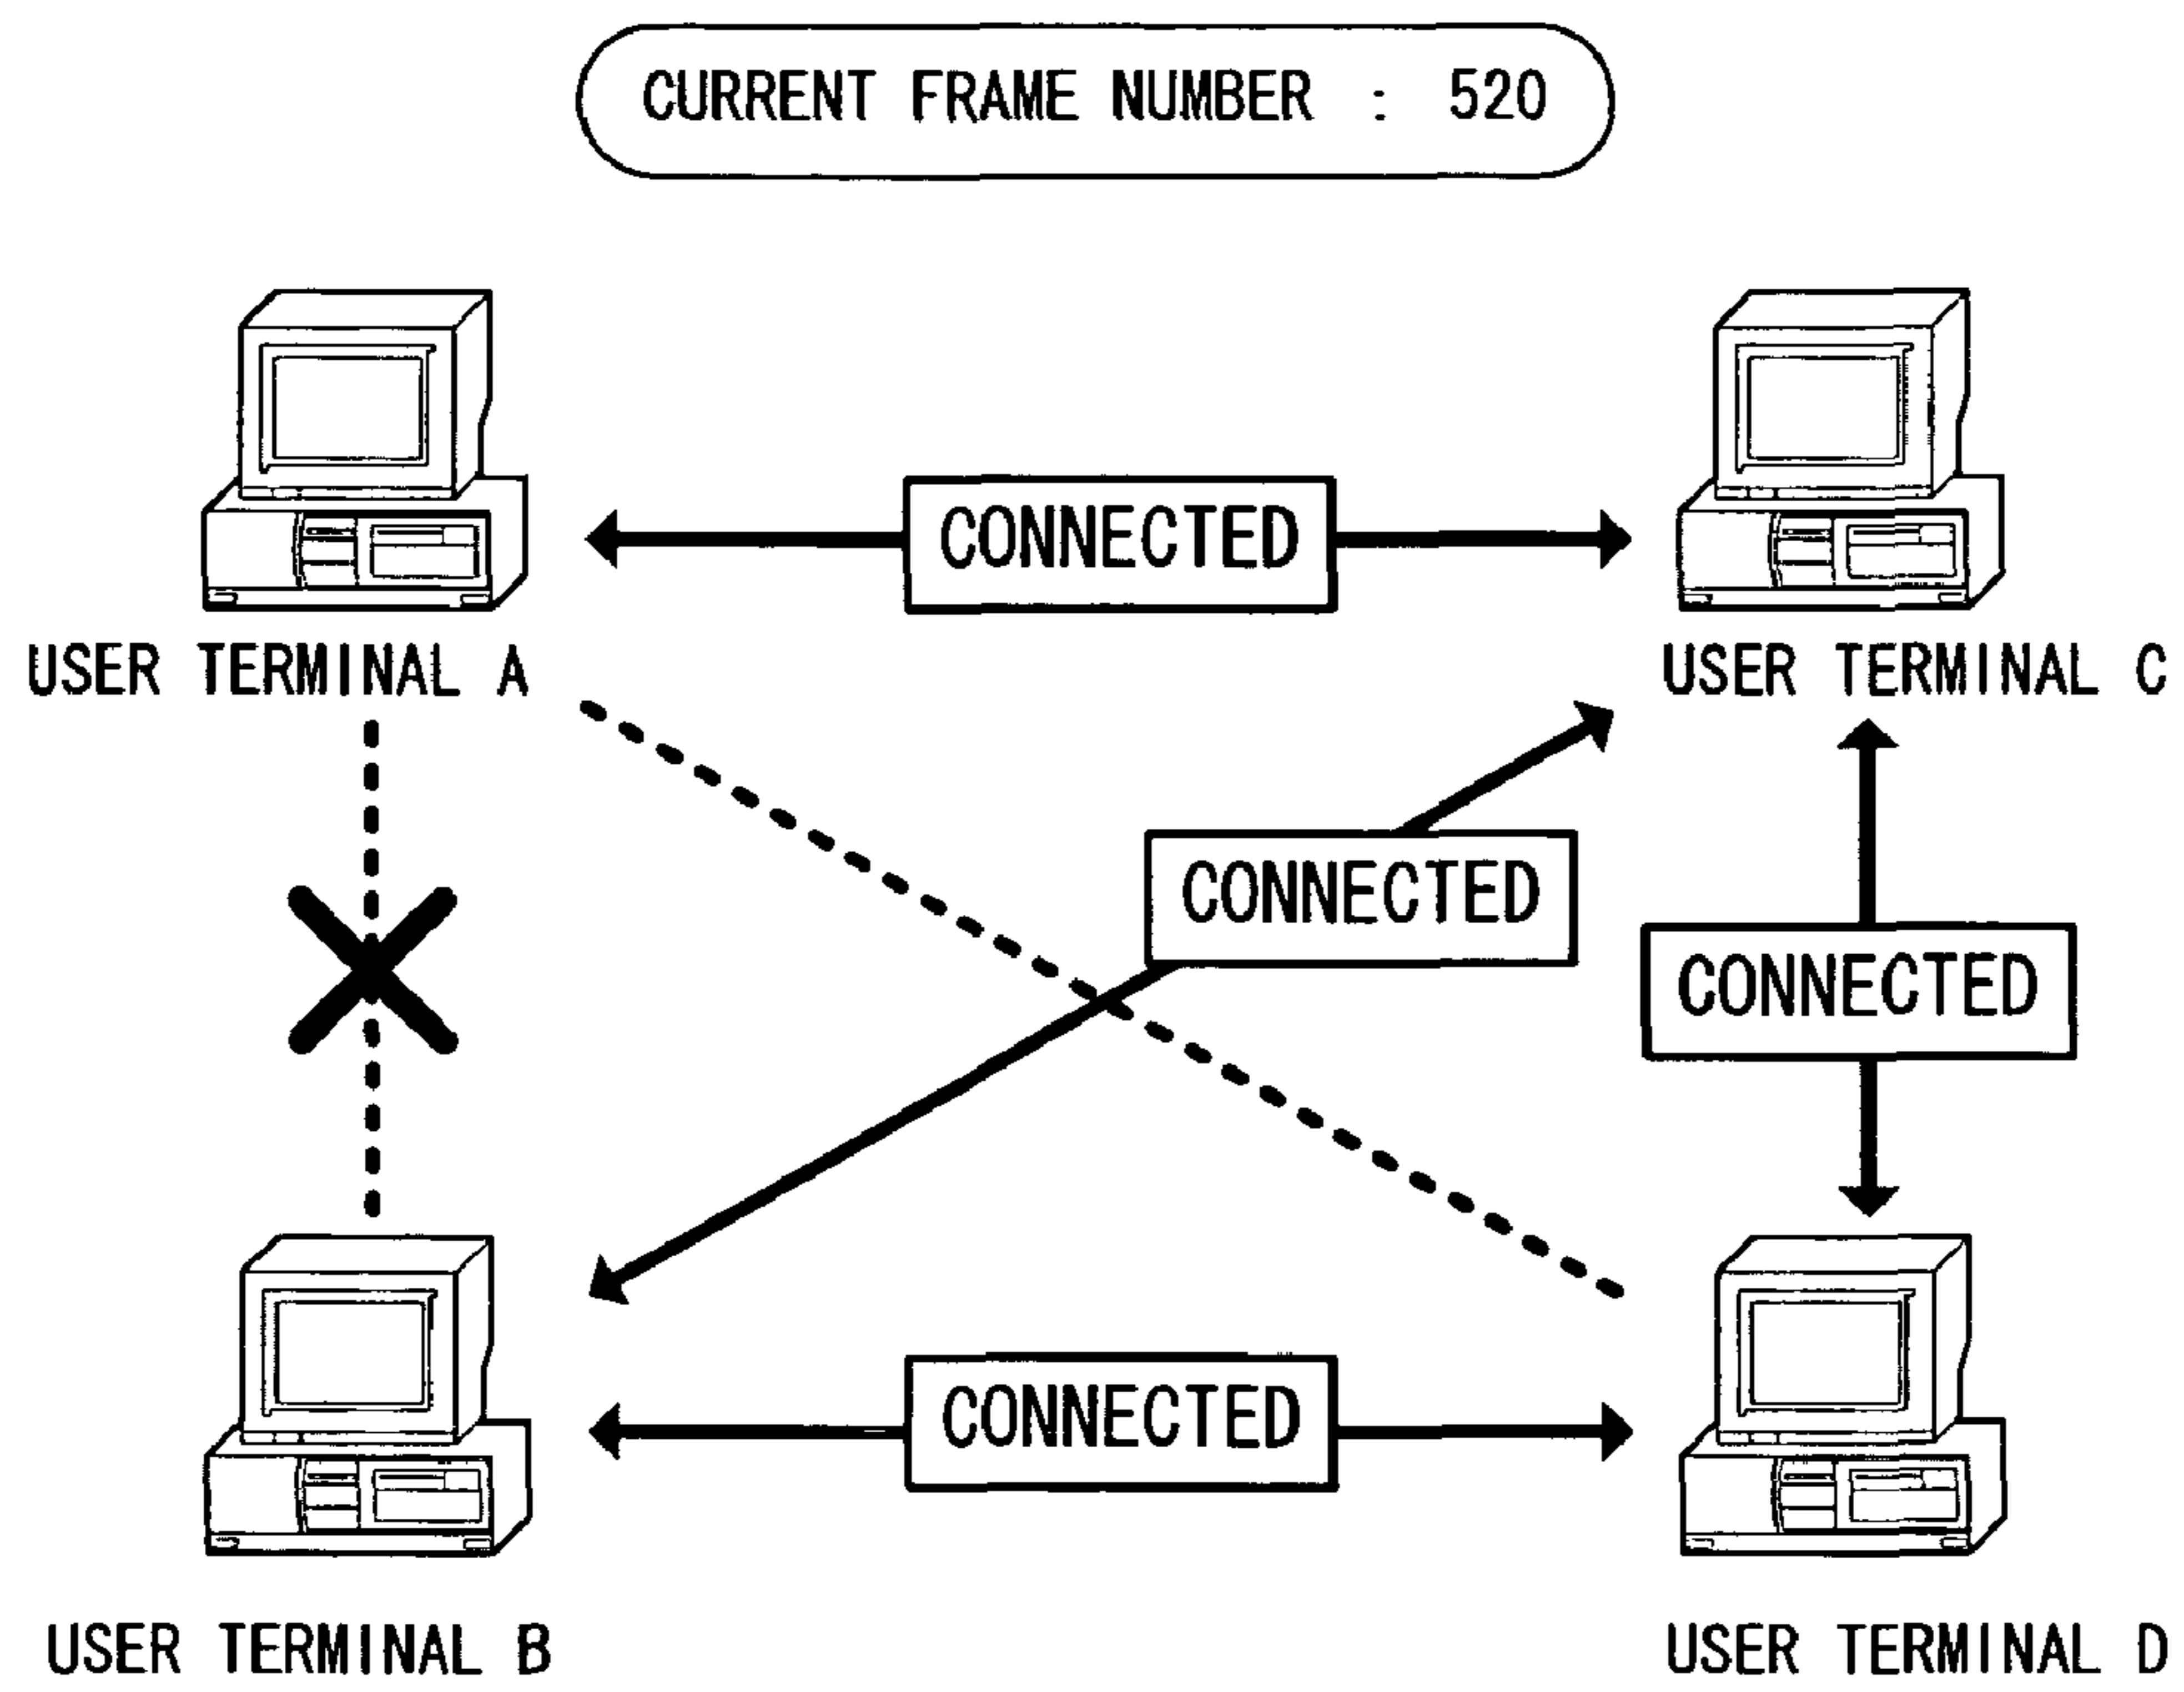 CURRENT FRAME NUMBER : 520
CONNECTED
USER TERMINAL A
USER TERMINAL C
CONNECTED
CONNECTED
CONNECTED
USER TERMINAL B
USER TERMINAL D